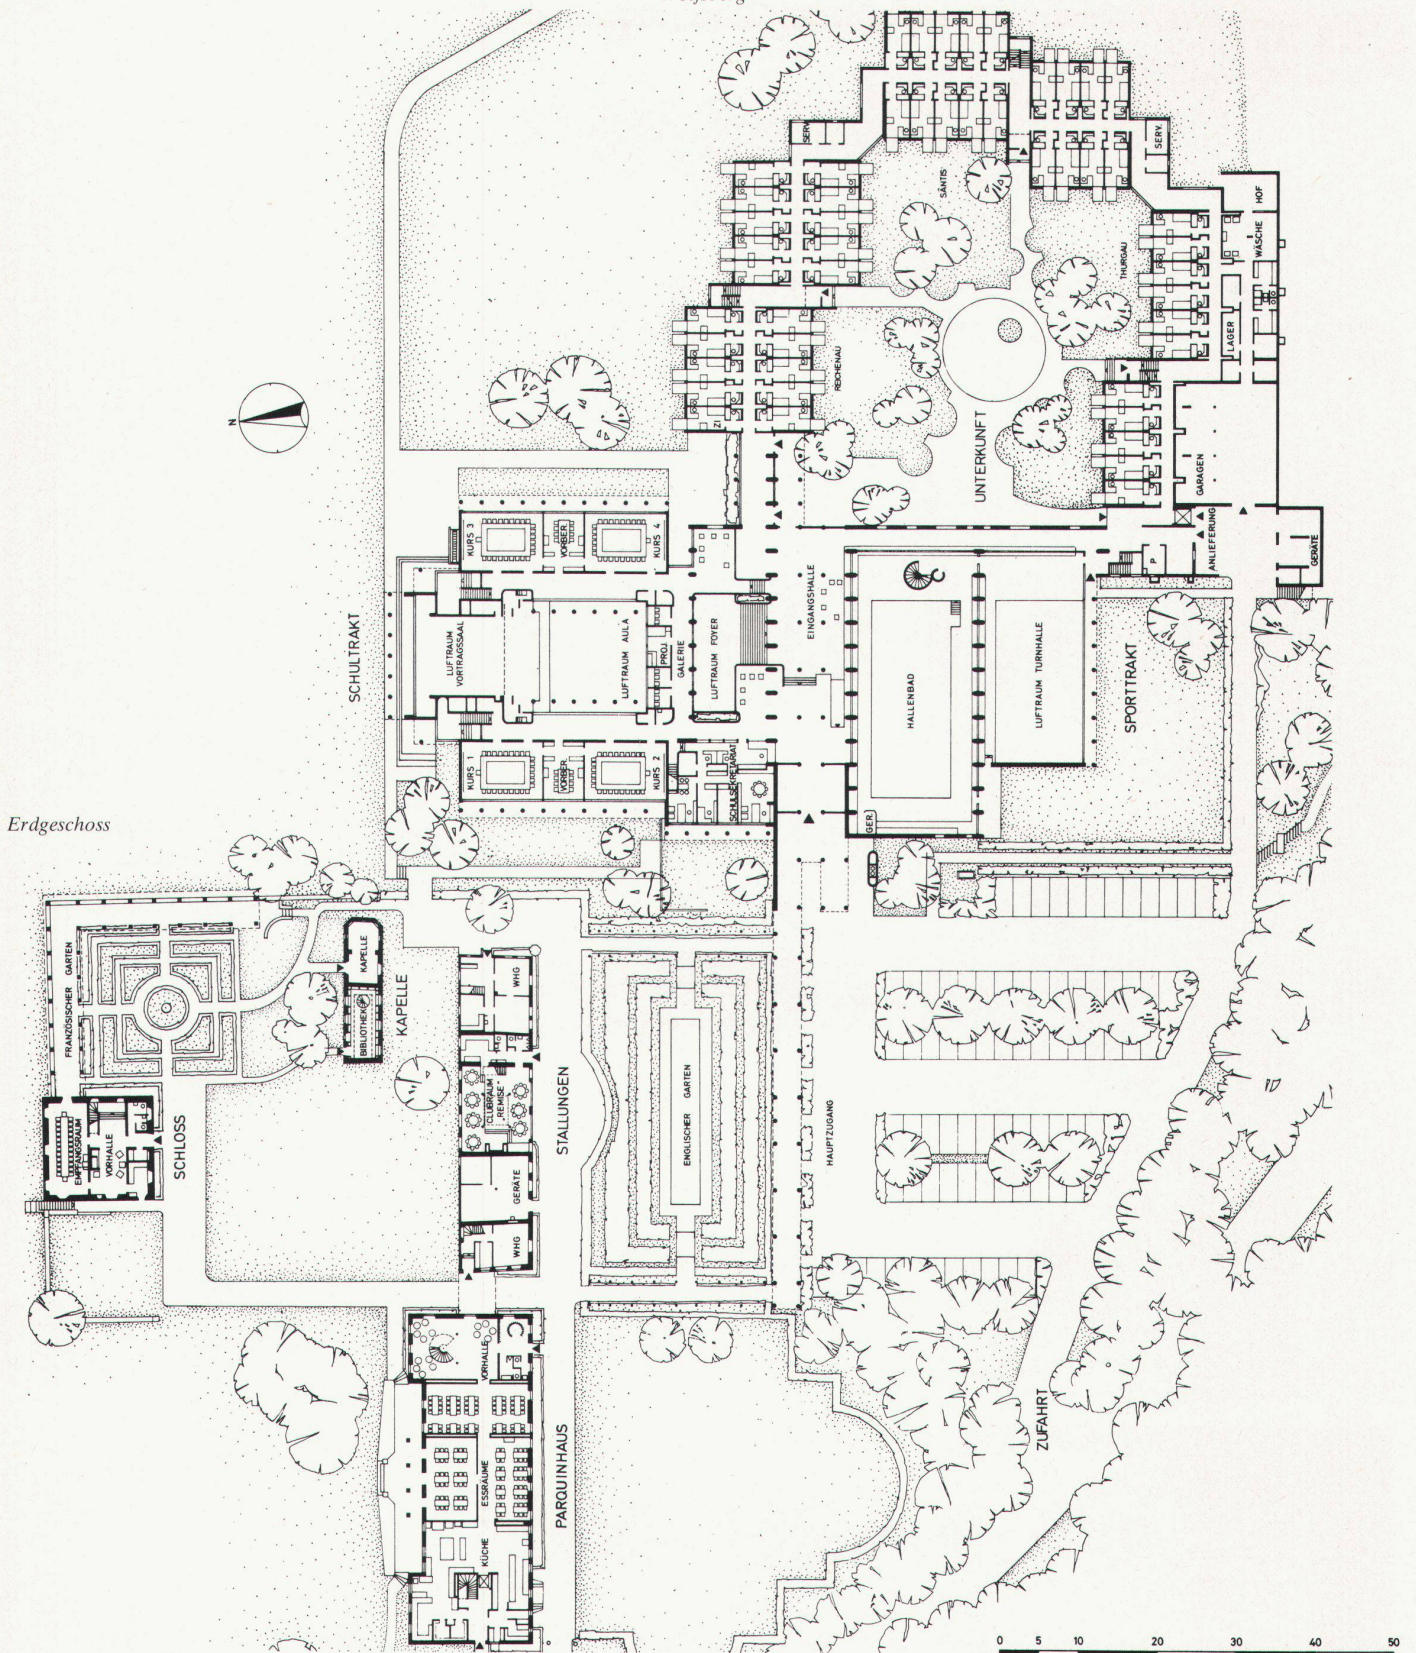 SERV.
SERV.
SÄNTIS
HOF
WÄSCHE
THURGAU
LAGER
REICHENAU
N
ZI
UNTERKUNFT
GARAGEN
KURS 3
VORBER.
KURS 4
ANLIEFERUNG
GERÄTE
P
EINGANGSHALLE
SCHULTRAKT
LUFTRAUM
VORTRAGSSAAL
LUFTRAUM AULA
PROJ.
GALERIE
LUFTRAUM FOYER
HALLENBAD
LUFTRAUM TURNHALLE
SPORTTRAKT
KURS 1
VORBER.
KURS 2
SCHULSEKRETARIAT
GER.
Erdgeschoss
FRANZÖSISCHER GARTEN
KAPELLE
BIBLIOTHEK
KAPELLE
WHG
CLUBRAUM
REMISE
STALLUNGEN
ENGLISCHER GARTEN
HAUPTZUGANG
EMPFANGSRAUM
VORHALLE
SCHLOSS
GERÄTE
WHG
VORHALLE
ESSRÄUME
KÜCHE
PARQUINHAUS
ZUFAHRT
0 5 10 20 30 40 50